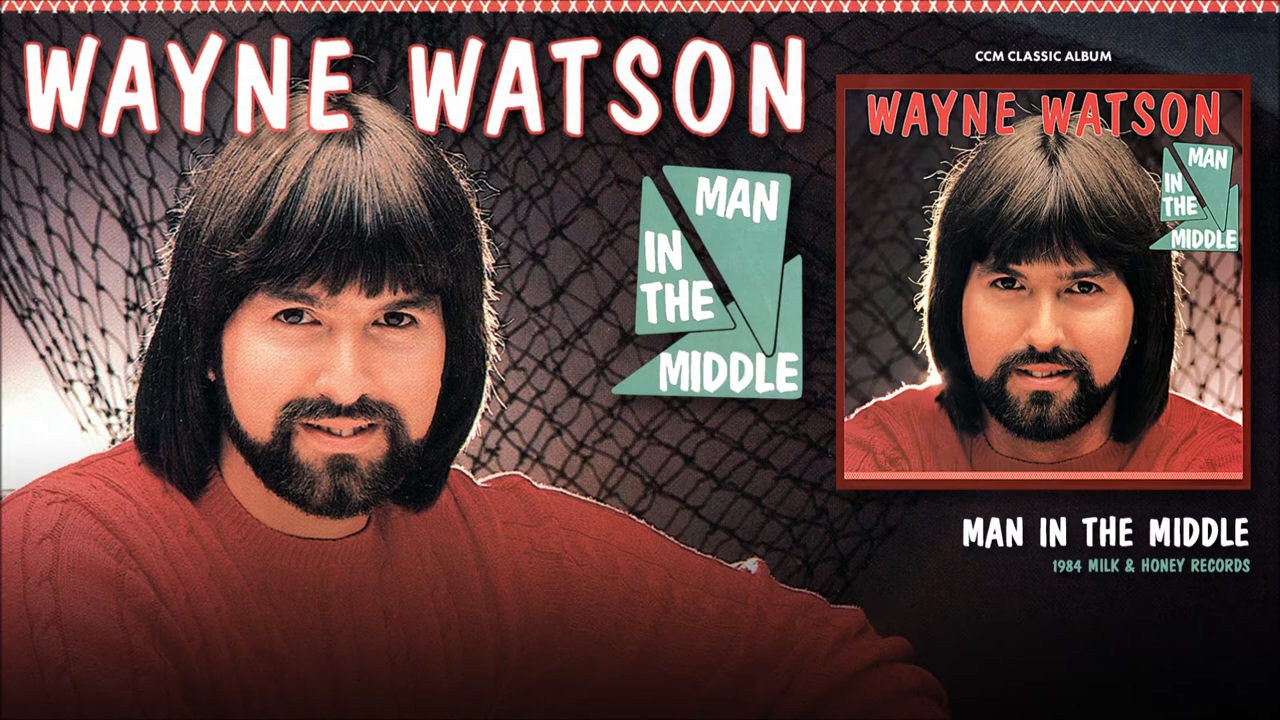 WAYNE WATSON
MAN
IN
THE
MIDDLE
CCM CLASSIC ALBUM
WAYNE WATSON
MAN
IN
THE
MIDDLE
MAN IN THE MIDDLE
1984 MILK & HONEY RECORDS